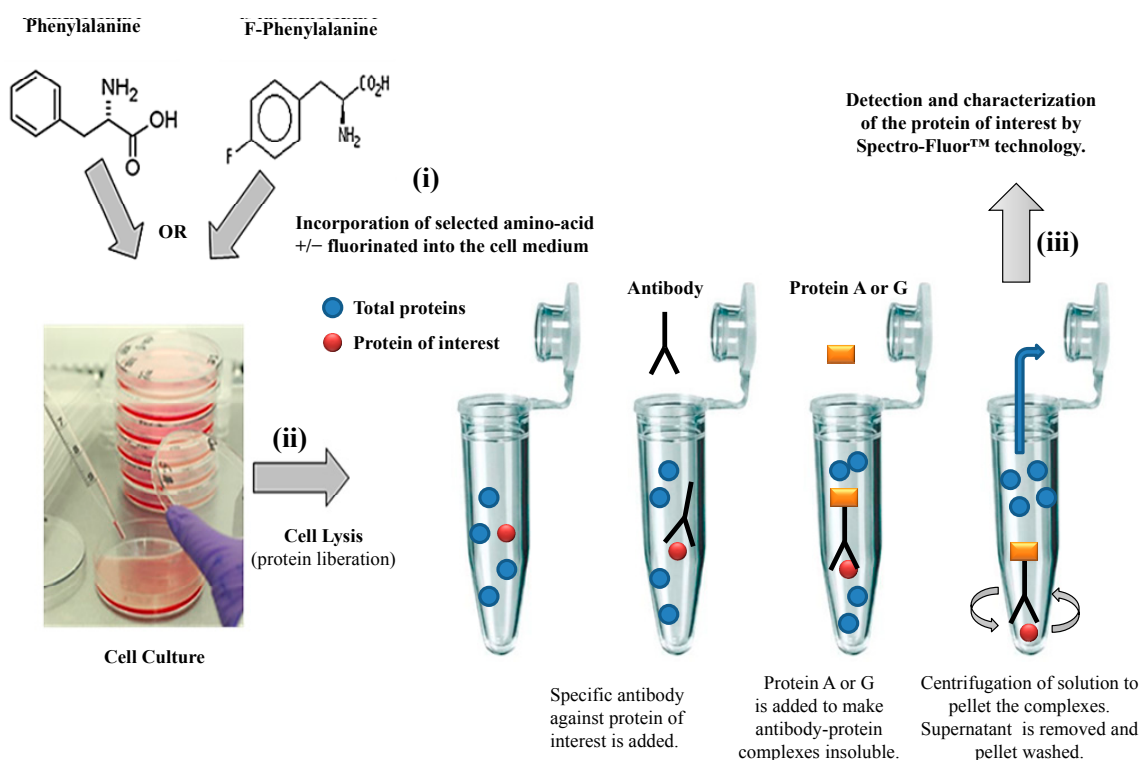 Phenylalanine
F-Phenylalanine
NH2
OH
O
CO2H
NH2
F
OR
(i)
Incorporation of selected amino-acid
+/− fluorinated into the cell medium
Detection and characterization
of the protein of interest by
Spectro-Fluor™ technology.
(iii)
Total proteins
Protein of interest
Antibody
Protein A or G
(ii)
Cell Lysis
(protein liberation)
Cell Culture
Specific antibody
against protein of
interest is added.
Protein A or G
is added to make
antibody-protein
complexes insoluble.
Centrifugation of solution to
pellet the complexes.
Supernatant is removed and
pellet washed.